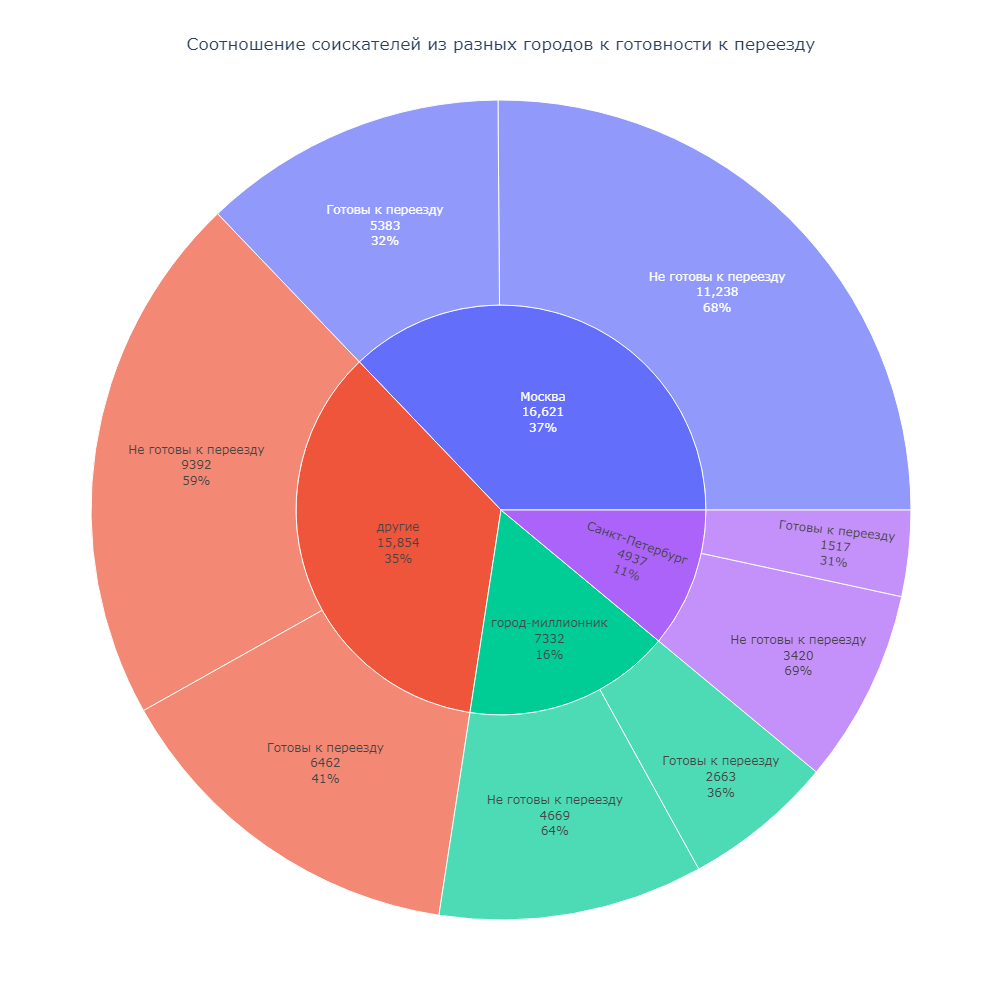 Соотношение соискателей из разных городов к готовности к переезду
Готовы к переезду
5383
32%
Не готовы к переезду
11,238
68%
Москва
16,621
37%
Не готовы к переезду
9392
59%
другие
15,854
35%
Санкт-Петербург
4937
11%
Готовы к переезду
1517
31%
город-миллионник
7332
16%
Не готовы к переезду
3420
69%
Готовы к переезду
6462
41%
Не готовы к переезду
4669
64%
Готовы к переезду
2663
36%